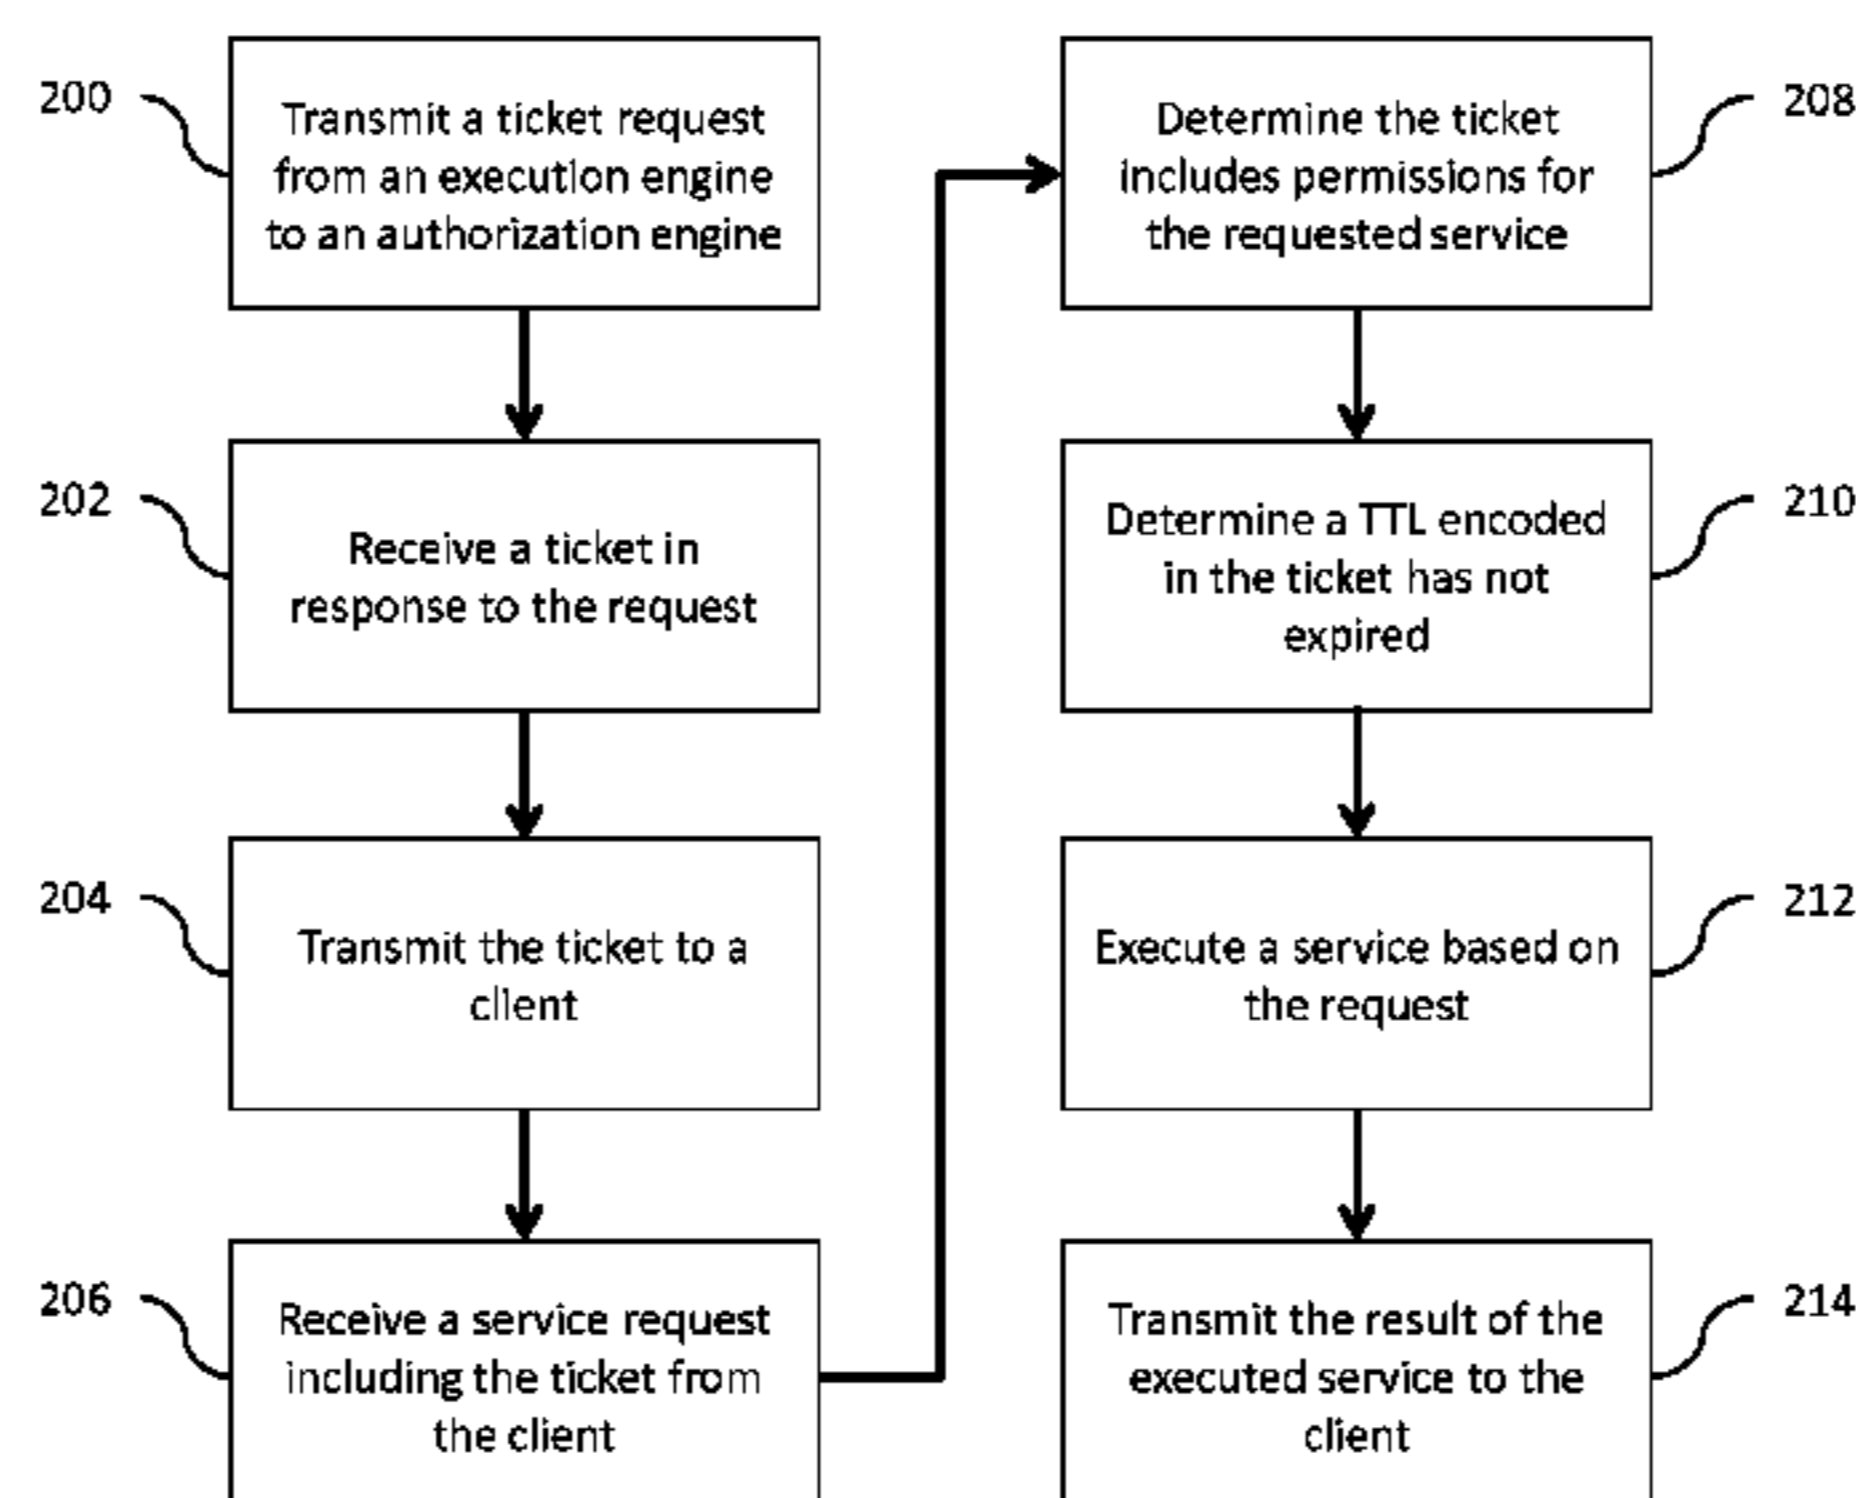 200
Transmit a ticket request
from an execution engine
to an authorization engine
202
Receive a ticket in
response to the request
204
Transmit the ticket to a
client
206
Receive a service request
including the ticket from
the client
208
Determine the ticket
includes permissions for
the requested service
210
Determine a TTL encoded
in the ticket has not
expired
212
Execute a service based on
the request
214
Transmit the result of the
executed service to the
client